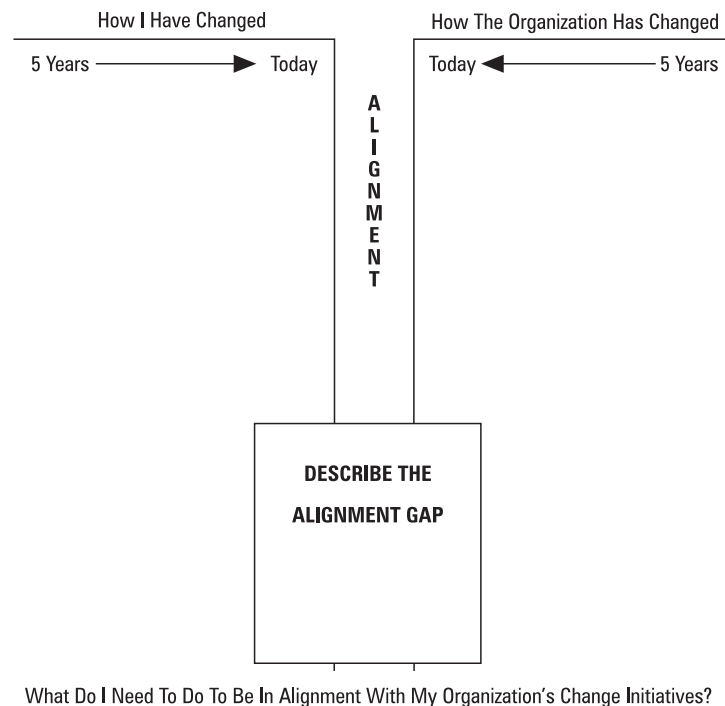 How I Have Changed
How The Organization Has Changed
5 Years
Today
Today
5 Years
ALIGNMENT
DESCRIBE THE
ALIGNMENT GAP
What Do I Need To Do To Be In Alignment With My Organization's Change Initiatives?